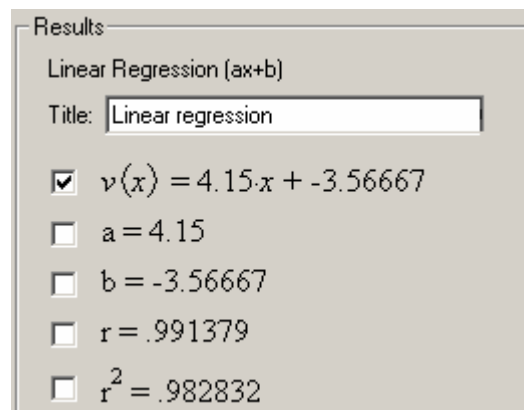 Results
Linear Regression (ax+b)
Title: Linear regression
v(x) = 4.15·x + -3.56667
a = 4.15
b = -3.56667
r = .991379
r² = .982832